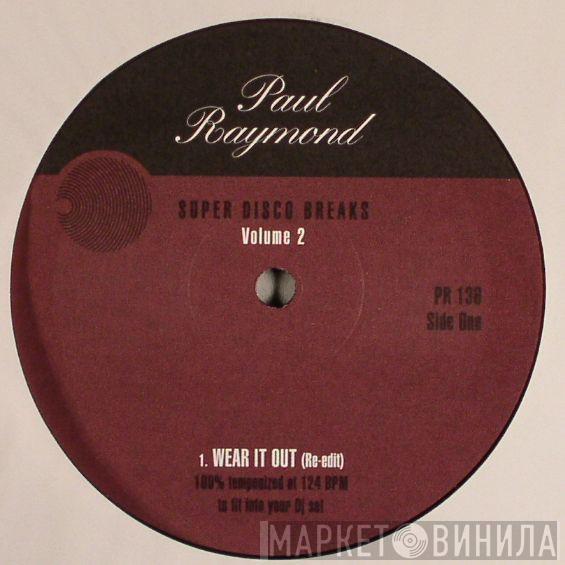 Paul
Raymond
SUPER DISCO BREAKS
Volume 2
PR 138
Side One
1. WEAR IT OUT (Re-edit)
100% temponized at 124 BPM
to fit into your Dj set
МАРКЕТ ВИНИЛА